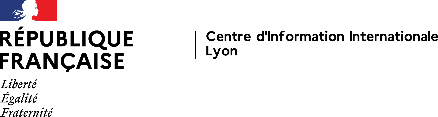 RÉPUBLIQUE
FRANÇAISE
Liberté
Égalité
Fraternité
Centre d'Information Internationale
Lyon